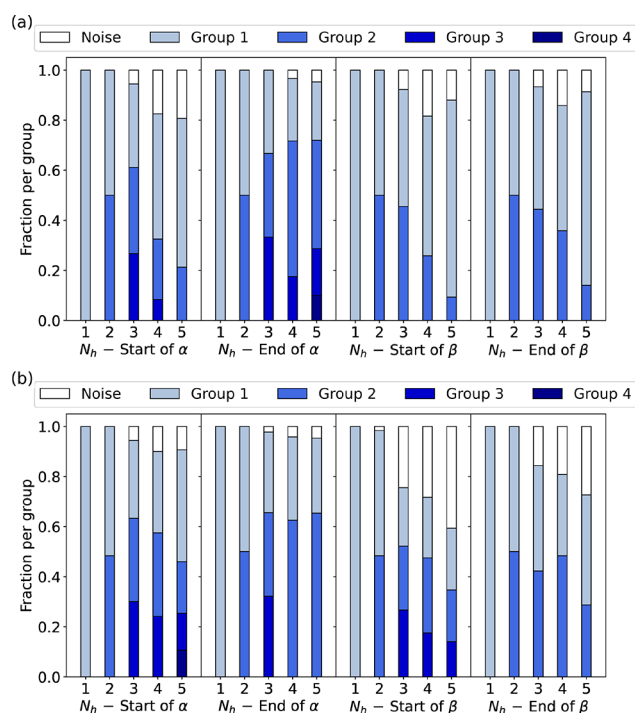 (a)
Noise Group 1 Group 2 Group 3 Group 4
1.0
0.8
0.6
0.4
0.2
0.0
Fraction per group
1 2 3 4 5 1 2 3 4 5 1 2 3 4 5 1 2 3 4 5
N_h − Start of α N_h − End of α N_h − Start of β N_h − End of β
(b)
Noise Group 1 Group 2 Group 3 Group 4
1.0
0.8
0.6
0.4
0.2
0.0
Fraction per group
1 2 3 4 5 1 2 3 4 5 1 2 3 4 5 1 2 3 4 5
N_h − Start of α N_h − End of α N_h − Start of β N_h − End of β